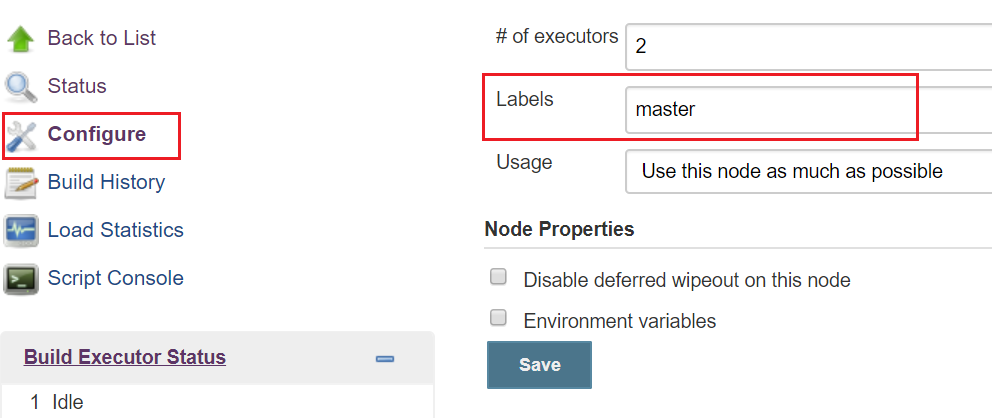 Back to List
Status
Configure
Build History
Load Statistics
Script Console
Build Executor Status
1 Idle
# of executors 2
Labels master
Usage Use this node as much as possible
Node Properties
Disable deferred wipeout on this node
Environment variables
Save